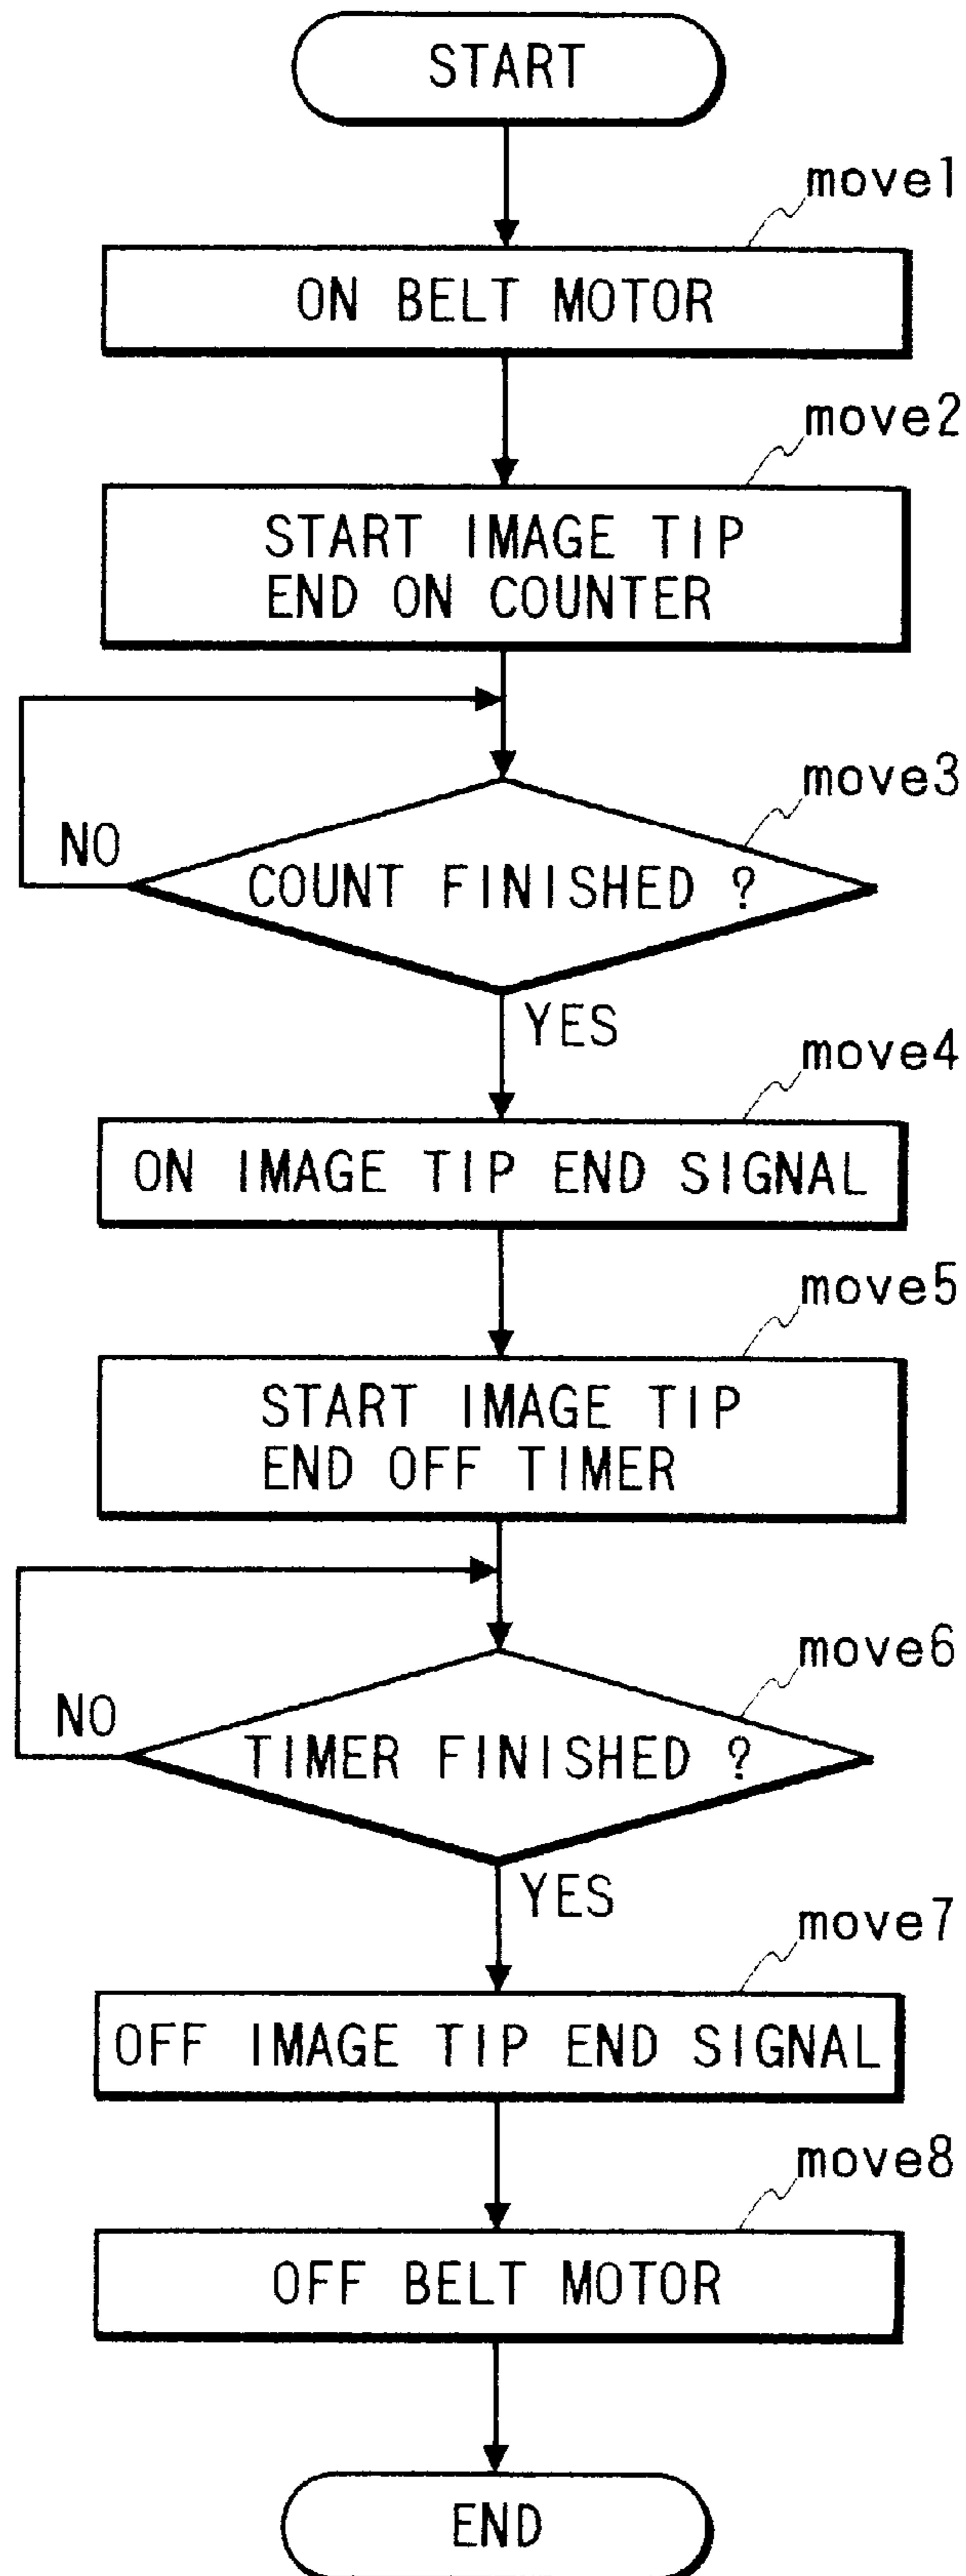 START
move1
ON BELT MOTOR
move2
START IMAGE TIP
END ON COUNTER
move3
NO
COUNT FINISHED ?
YES
move4
ON IMAGE TIP END SIGNAL
move5
START IMAGE TIP
END OFF TIMER
move6
NO
TIMER FINISHED ?
YES
move7
OFF IMAGE TIP END SIGNAL
move8
OFF BELT MOTOR
END